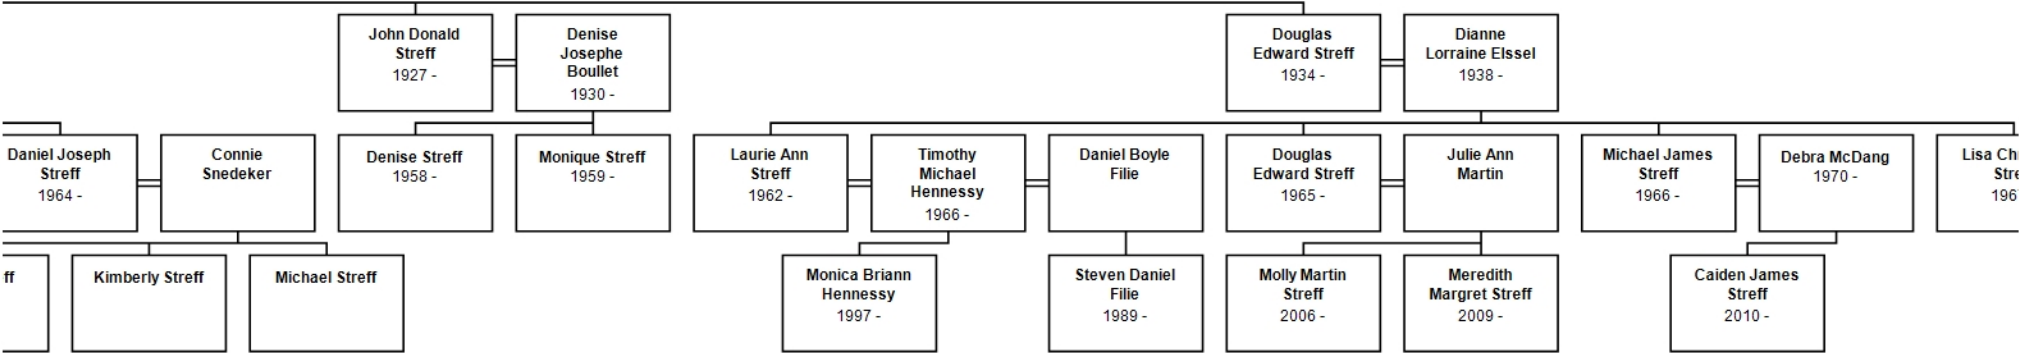 John Donald
Streff
1927 -
Denise
Josephe
Boullet
1930 -
Douglas
Edward Streff
1934 -
Dianne
Lorraine Elssel
1938 -
Daniel Joseph
Streff
1964 -
Connie
Snedeker
Denise Streff
1958 -
Monique Streff
1959 -
Laurie Ann
Streff
1962 -
Timothy
Michael
Hennessy
1966 -
Daniel Boyle
Filie
Douglas
Edward Streff
1965 -
Julie Ann
Martin
Michael James
Streff
1966 -
Debra McDang
1970 -
Lisa
ff
Kimberly Streff
Michael Streff
Monica Briann
Hennessy
1997 -
Steven Daniel
Filie
1989 -
Molly Martin
Streff
2006 -
Meredith
Margret Streff
2009 -
Caiden James
Streff
2010 -